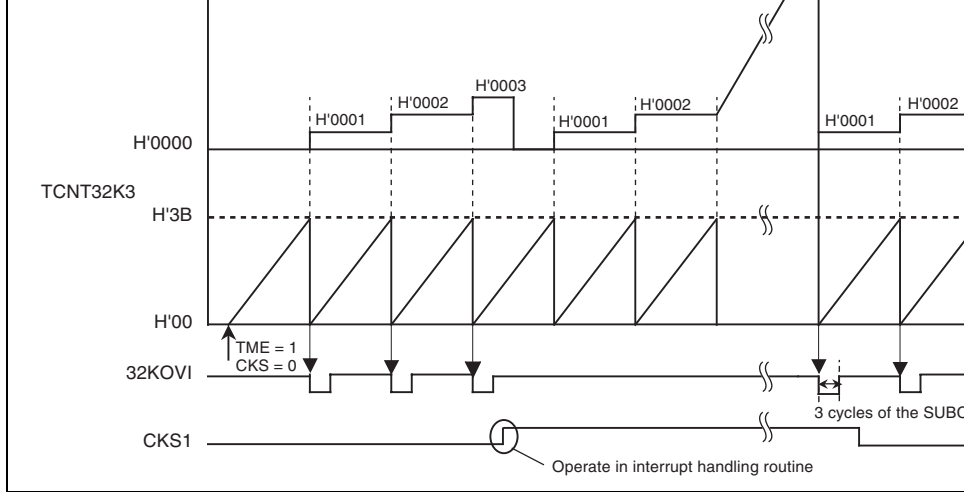 H'0003
H'0002 H'0002 H'0002
H'0001 H'0001 H'0001
H'0000
TCNT32K3
H'3B
H'00
TME = 1
CKS = 0
32KOVI
3 cycles of the
CKS1
Operate in interrupt handling routine